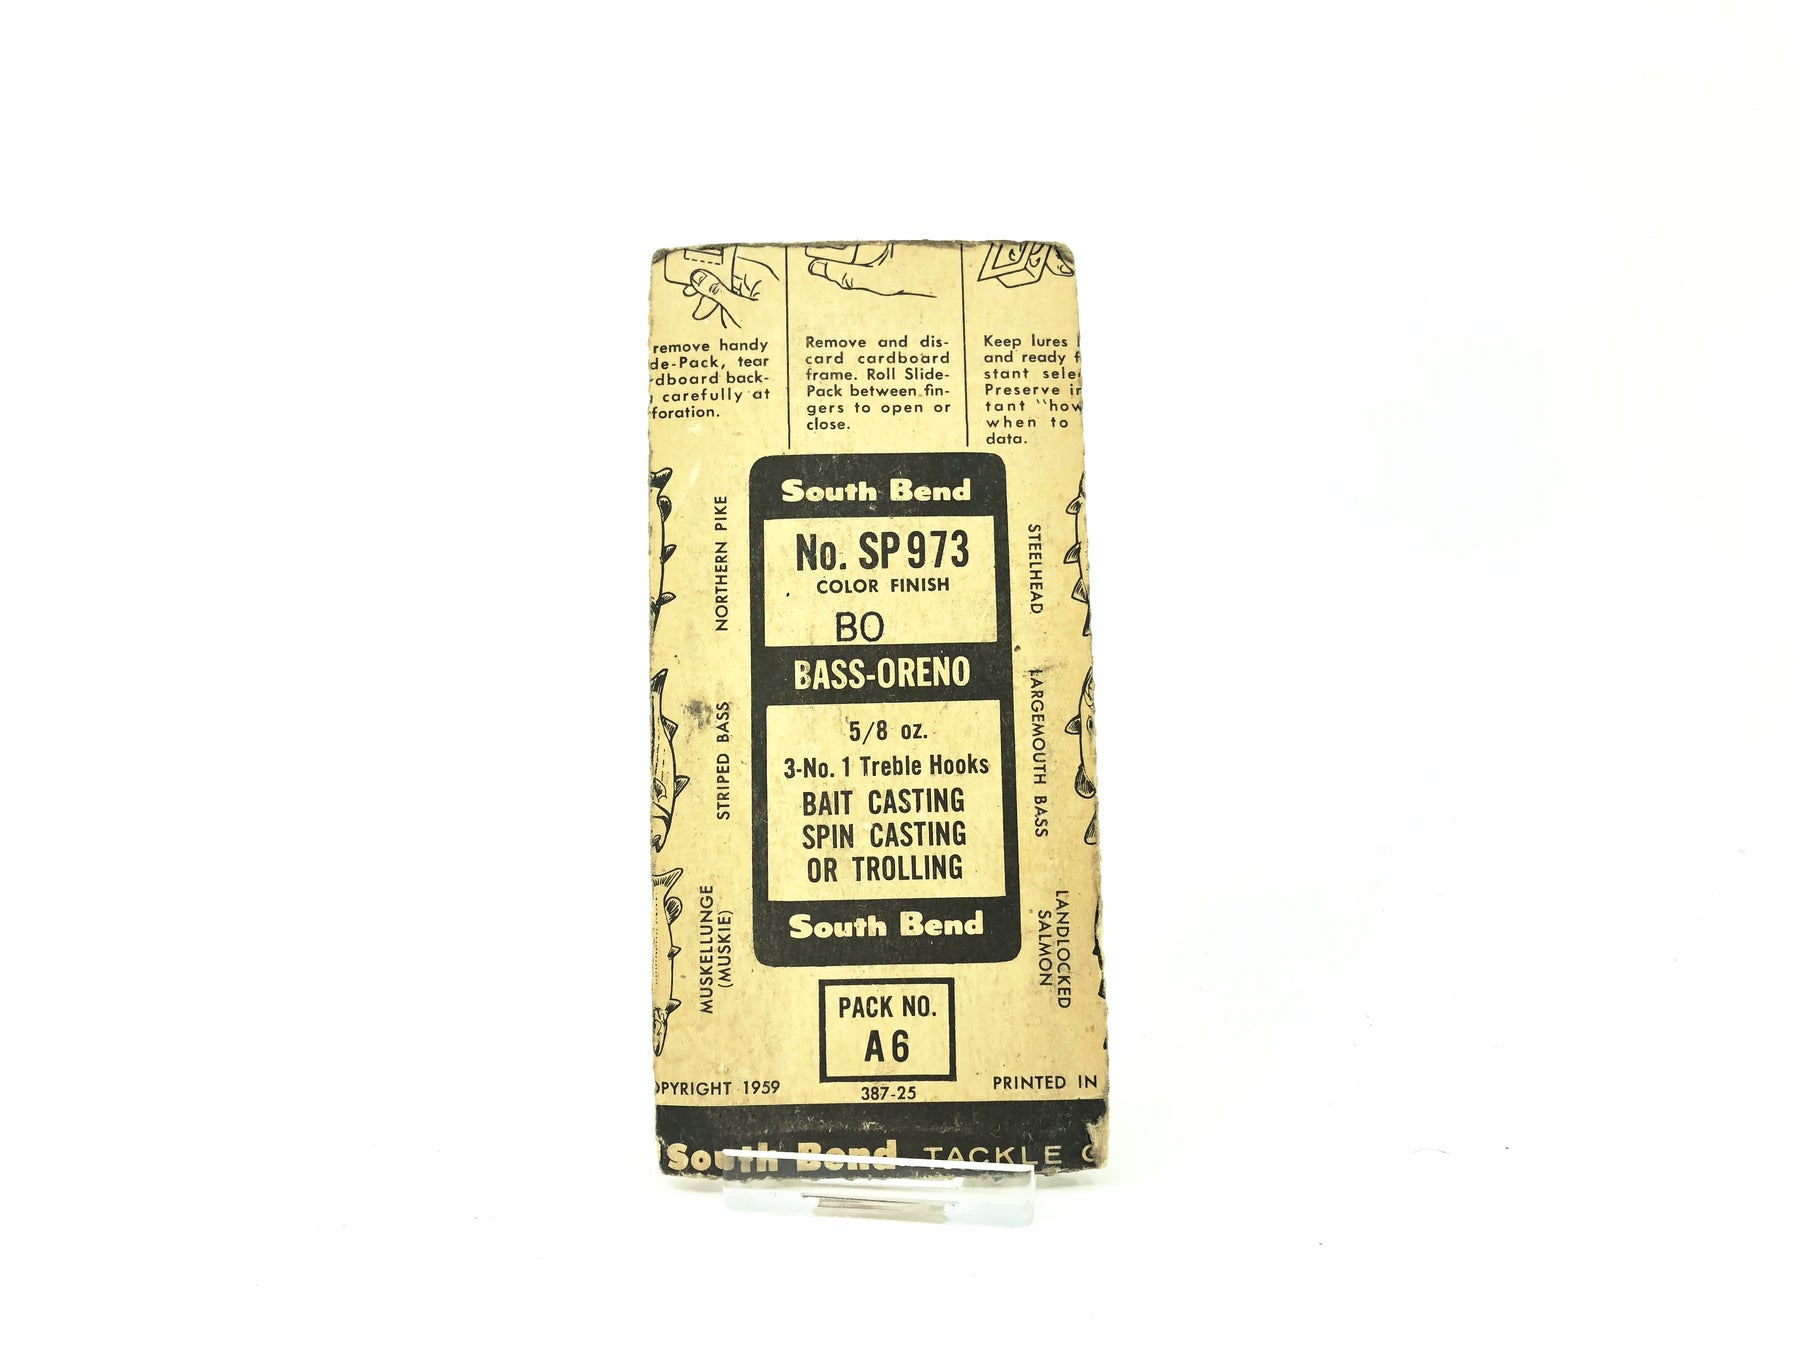 remove handy
de-Pack, tear
rdboard back-
carefully at
foration.
Remove and dis-
card cardboard
frame. Roll Slide-
Pack between fin-
gers to open or
close.
Keep lures
and ready f
stant sele
Preserve
tant "how
when to
data.
South Bend
No. SP973
COLOR FINISH
BO
BASS-ORENO
5/8 oz.
3-No. 1 Treble Hooks
BAIT CASTING
SPIN CASTING
OR TROLLING
South Bend
NORTHERN PIKE
STRIPED BASS
MUSKELLUNGE
(MUSKIE)
STEELHEAD
LARGEMOUTH BASS
LANDLOCKED
SALMON
PACK NO.
A6
OPYRIGHT 1959
387-25
PRINTED IN
South Bend TACKLE